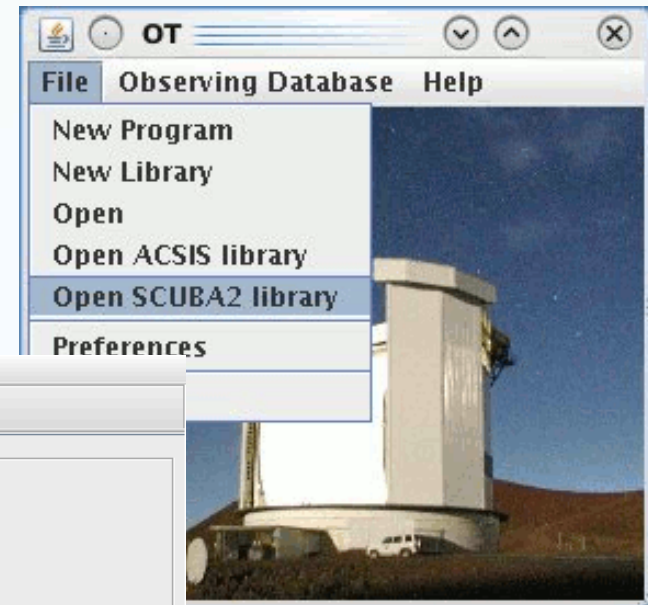 OT
File Observing Database Help
New Program
New Library
Open
Open ACSIS library
Open SCUBA2 library
Preferences